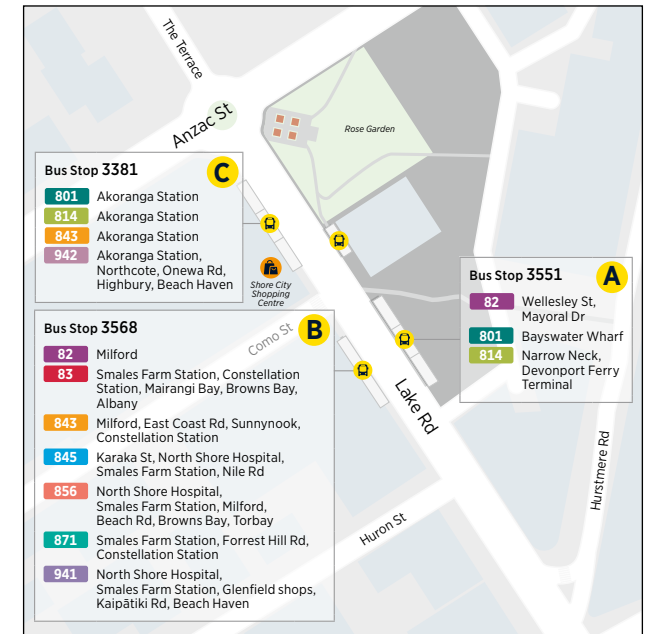 The Terrace
Anzac St
Rose Garden
Bus Stop 3381
C
801 Akoranga Station
814 Akoranga Station
843 Akoranga Station
942 Akoranga Station,
Northcote, Onewa Rd,
Highbury, Beach Haven
Shore City
Shopping
Centre
Bus Stop 3551
A
82 Wellesley St,
Mayoral Dr
801 Bayswater Wharf
814 Narrow Neck,
Devonport Ferry
Terminal
Bus Stop 3568
B
82 Milford
83 Smales Farm Station, Constellation
Station, Mairangi Bay, Browns Bay,
Albany
843 Milford, East Coast Rd, Sunnynook,
Constellation Station
845 Karaka St, North Shore Hospital,
Smales Farm Station, Nile Rd
856 North Shore Hospital,
Smales Farm Station, Milford,
Beach Rd, Browns Bay, Torbay
871 Smales Farm Station, Forrest Hill Rd,
Constellation Station
941 North Shore Hospital,
Smales Farm Station, Glenfield shops,
Kaipātiki Rd, Beach Haven
Como St
Lake Rd
Huron St
Hurstmere Rd